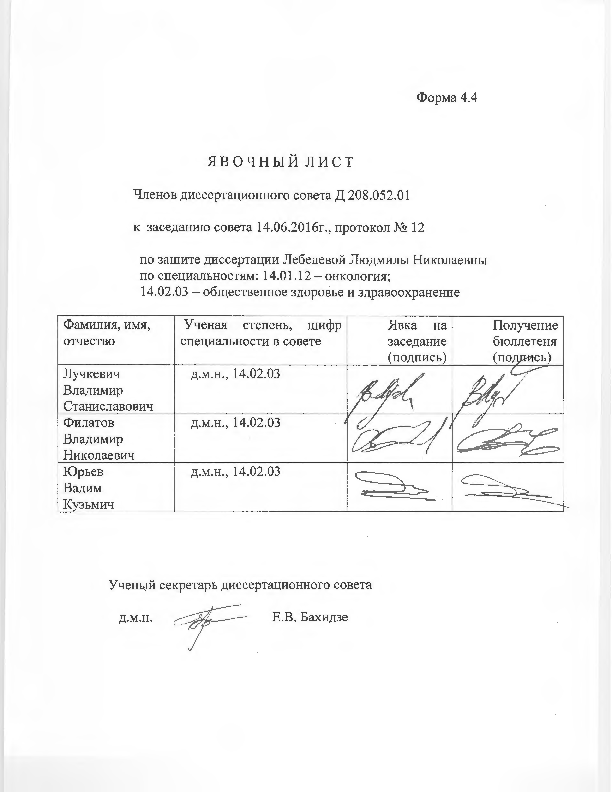 Форма 4.4
ЯВОЧНЫЙ ЛИСТ
Членов диссертационного совета Д 208.052.01
к заседанию совета 14.06.2016г., протокол № 12
по защите диссертации Лебедевой Людмилы Николаевны
по специальностям: 14.01.12 – онкология;
14.02.03 – общественное здоровье и здравоохранение
Фамилия, имя,
отчество
Ученая степень, шифр
специальности в совете
Явка на
заседание
(подпись)
Получение
бюллетеня
(подпись)
Лучкевич
Владимир
Станиславович
д.м.н., 14.02.03
Филатов
Владимир
Николаевич
д.м.н., 14.02.03
Юрьев
Вадим
Кузьмич
д.м.н., 14.02.03
Ученый секретарь диссертационного совета
д.м.н. Е.В. Бахидзе